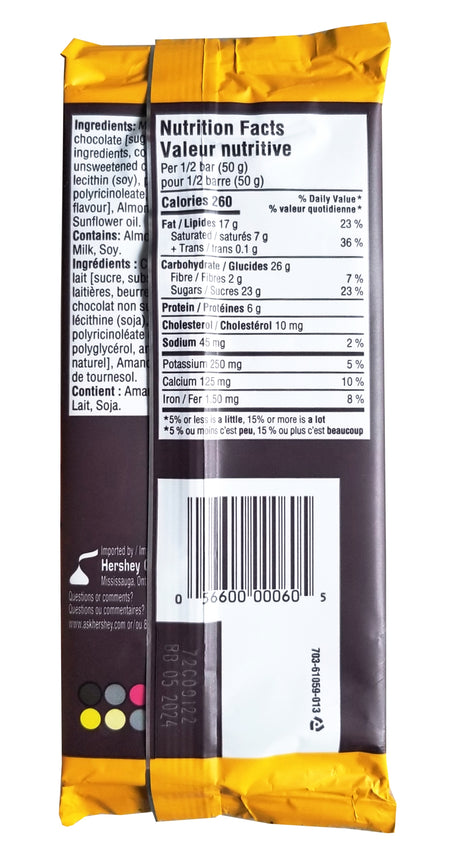 Ingredients:
chocolate [sug
ingredients, co
unsweetened c
lecithin (soy),
polyricinoleate
flavour], Almon
Sunflower oil.
Contains: Almo
Milk, Soy.
Ingrédients : C
lait [sucre, sub
laitières, beurre
chocolat non s
lécithine (soja),
polyricinoléate
polyglycérol, ar
naturel], Amand
de tournesol.
Contient : Ama
Lait, Soja.
Nutrition Facts
Valeur nutritive
Per 1/2 bar (50 g)
pour 1/2 barre (50 g)
Calories 260
% Daily Value*
% valeur quotidienne*
Fat / Lipides 17 g 23 %
Saturated / saturés 7 g
+ Trans / trans 0.1 g 36 %
Carbohydrate / Glucides 26 g
Fibre / Fibres 2 g 7 %
Sugars / Sucres 23 g 23 %
Protein / Protéines 6 g
Cholesterol / Cholestérol 10 mg
Sodium 45 mg 2 %
Potassium 250 mg 5 %
Calcium 125 mg 10 %
Iron / Fer 1.50 mg 8 %
*5% or less is a little, 15% or more is a lot
*5 % ou moins c'est peu, 15 % ou plus c'est beaucoup
Imported by / Im
Hershey
Mississauga, Ont
Questions or comments?
Questions ou commentaires?
www.askhershey.com or/ou
0 56600 00060 5
703-61059-013
72C00122
BB 05 2024